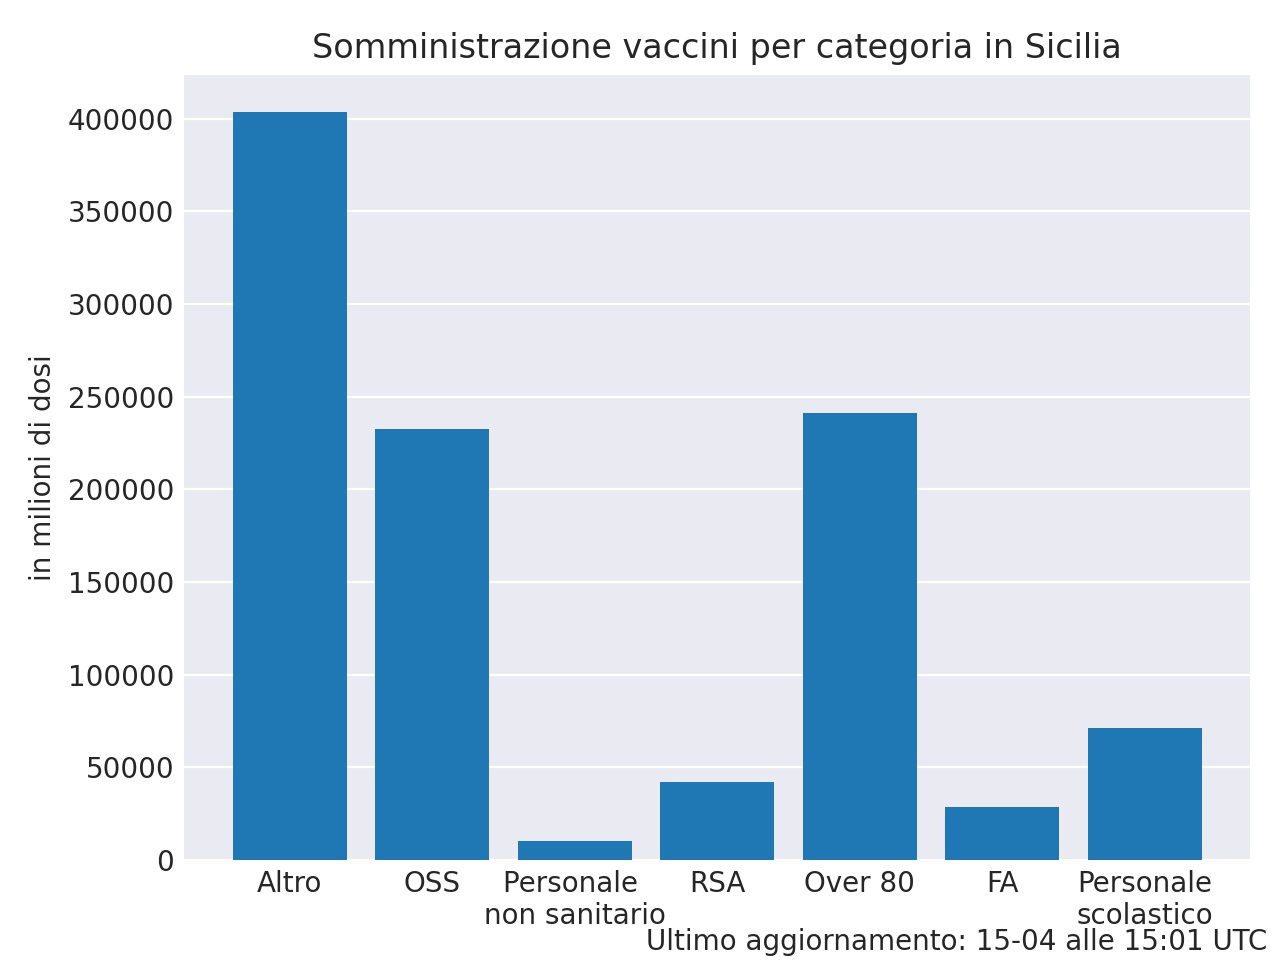 Somministrazione vaccini per categoria in Sicilia
in milioni di dosi
400000
350000
300000
250000
200000
150000
100000
50000
0
Altro
OSS
Personale
non sanitario
RSA
Over 80
FA
Personale
scolastico
Ultimo aggiornamento: 15-04 alle 15:01 UTC